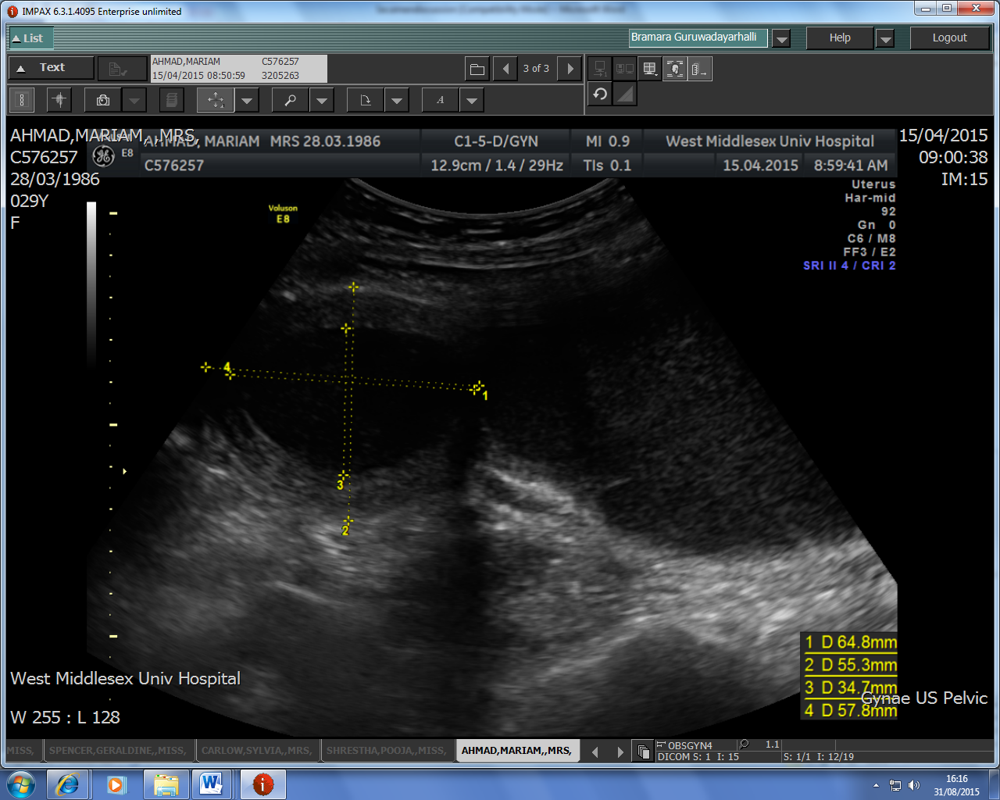 IMPAX 6.3.1.4095 Enterprise unlimited
List
Bramara Guruwadayarhalli
Help
Logout
Text
AHMAD,MARIAM C576257
15/04/2015 08:50:59 3205263
3 of 3
A
AHMAD,MARIAM, ,,MRS,
C576257
28/03/1986
029Y
F
E8
AHMAD, MARIAM MRS 28.03.1986
C1-5-D/GYN
MI 0.9
West Middlesex Univ Hospital
C576257
12.9cm / 1.4 / 29Hz
TIs 0.1
15.04.2015
8:59:41 AM
15/04/2015
09:00:38
IM:15
Voluson
E8
Uterus
Har-mid
92
Gn 0
C6 / M8
FF3 / E2
SRI II 4 / CRI 2
4
1
3
2
1 D 64.8mm
2 D 55.3mm
3 D 34.7mm
4 D 57.8mm
West Middlesex Univ Hospital
Gynae US Pelvic
W 255 : L 128
MISS,
SPENCER,GERALDINE,,MISS,
CARLOW,SYLVIA,,MRS,
SHRESTHA,POOJA,,MISS,
AHMAD,MARIAM,,MRS,
OBSGYN4
1.1
DICOM S: 1 I: 15
S: 1/1 I: 12/19
16:16
31/08/2015